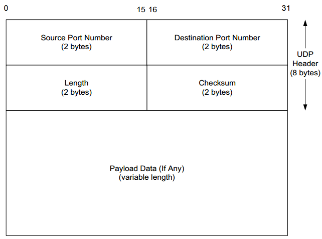 0 15 16 31
Source Port Number
(2 bytes)
Destination Port Number
(2 bytes)
UDP
Header
(8 bytes)
Length
(2 bytes)
Checksum
(2 bytes)
Payload Data (If Any)
(variable length)